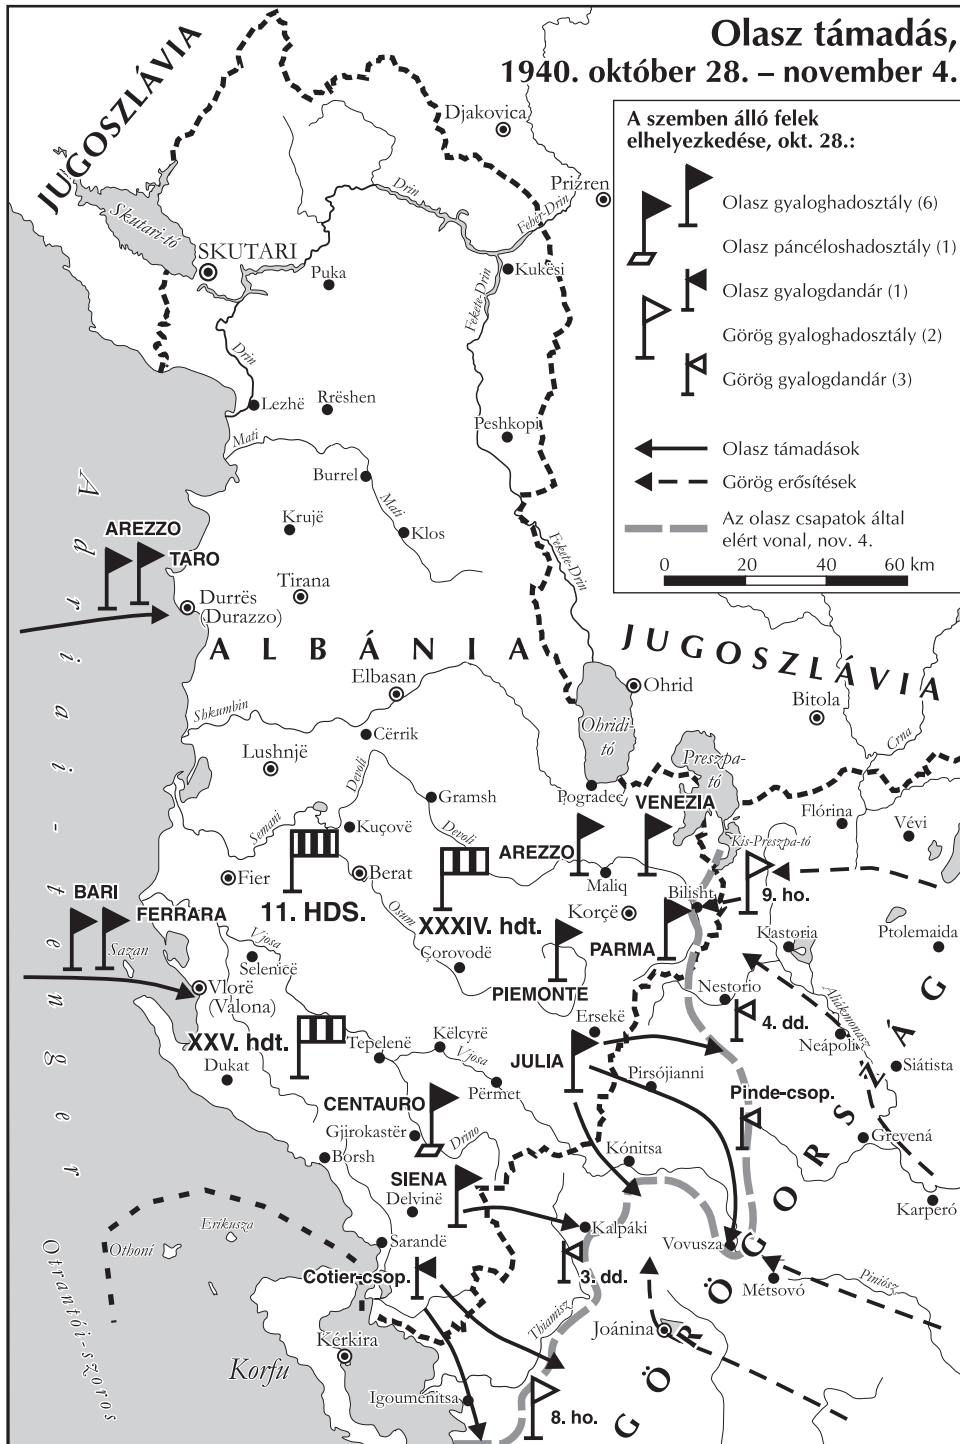 Olasz támadás,
1940. október 28. – november 4.
A szemben álló felek
elhelyezkedése, okt. 28.:
Olasz gyaloghadosztály (6)
Olasz páncéloshadosztály (1)
Olasz gyalogdandár (1)
Görög gyaloghadosztály (2)
Görög gyalogdandár (3)
Olasz támadások
Görög erősítések
Az olasz csapatok által
elért vonal, nov. 4.
0 20 40 60 km
JUGOSZLÁVIA
Djakovica
Prizren
Drin
Fehér-Drin
Skutari-tó
SKUTARI
Puka
Kukësi
Fekete-Drin
Drin
Lezhë
Rrëshen
Peshkopi
Mati
Burrel
Mati
Krujë
Klos
Fekete-Drin
AREZZO
TARO
Tirana
Durrës
(Durazzo)
Adriai-tenger
ALBÁNIA
JUGOSZLÁVIA
Elbasan
Ohrid
Bitola
Shkumbin
Ohridi-
tó
Crna
Cërrik
Lushnjë
Devoli
Preszpa-
tó
Gramsh
Pogradec
VENEZIA
Flórina
Vévi
Semani
Kuçovë
Devoli
Kis-Preszpa-tó
AREZZO
Fier
Berat
Maliq
Bilisht
9. ho.
BARI
FERRARA
11. HDS.
Osum
XXXIV. hdt.
Korçë
PARMA
Kastoria
Ptolemaida
Sazan
Vjosa
Selenicë
Çorovodë
Vlorë
(Valona)
PIEMONTE
Nestorio
Aliákmonasz
XXV. hdt.
Ersekë
4. dd.
Neápoli
Tepelenë
Këlcyrë
Vjosa
JULIA
Siátista
Dukat
Pirsójianni
Përmet
CENTAURO
Pinde-csop.
Gjirokastër
Drino
Grevená
Borsh
Kónitsa
SIENA
Delvinë
Karperó
Erikusza
Othoní
Kalpáki
Sarandë
Vovusza
Cotier-csop.
3. dd.
Métsovó
Piniósz
Otrantói-szoros
Thiamisz
Joánina
Kérkira
Korfu
Igoumenitsa
8. ho.
GÖRÖGORSZÁG